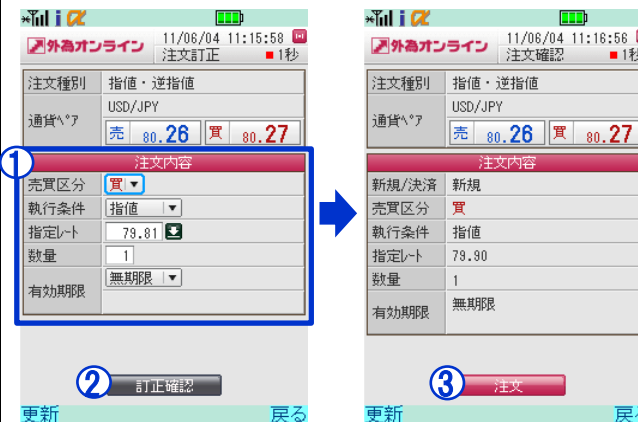 iα
外為オンライン 11/06/04 11:15:58
注文訂正 1秒
注文種別 指値・逆指値
通貨ペア USD/JPY
売 80.26 買 80.27
①
注文内容
売買区分 買▼
執行条件 指値 ▼
指定レート 79.81
数量 1
有効期限 無期限 ▼
② 訂正確認
更新 戻る
iα
外為オンライン 11/06/04 11:16:56
注文確認 1秒
注文種別 指値・逆指値
通貨ペア USD/JPY
売 80.26 買 80.27
注文内容
新規/決済 新規
売買区分 買
執行条件 指値
指定レート 79.90
数量 1
有効期限 無期限
③ 注文
更新 戻る